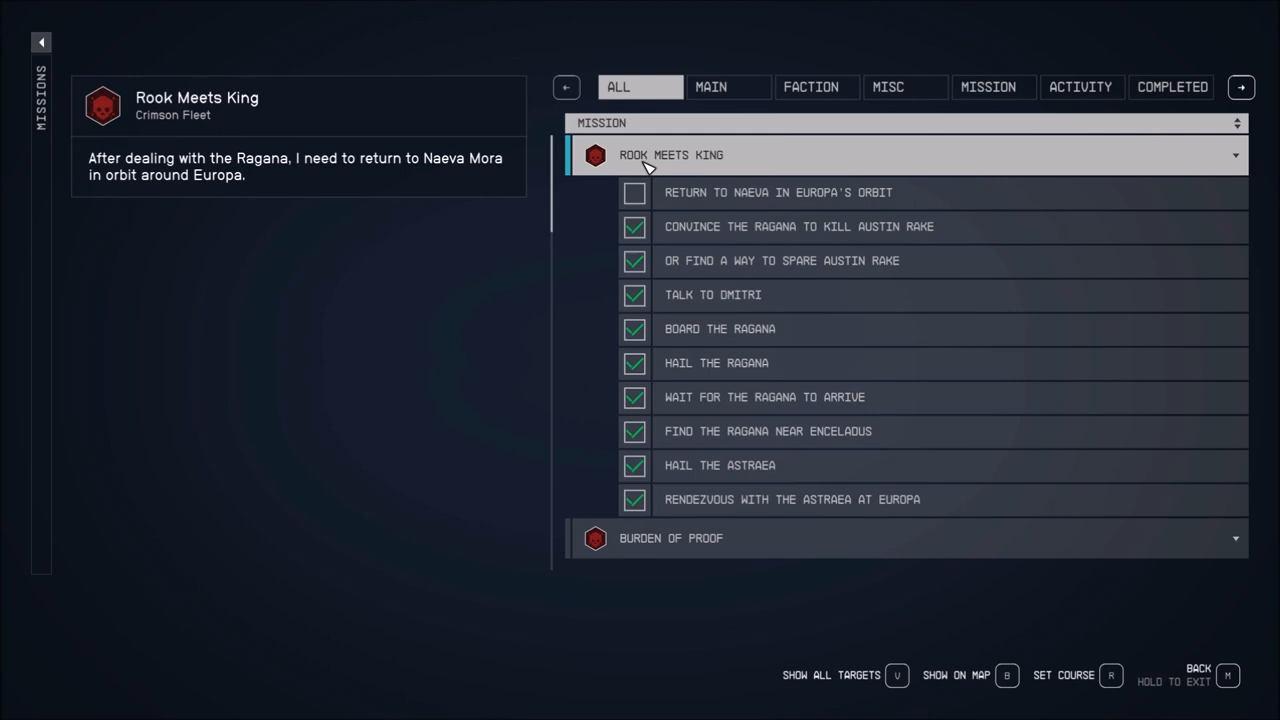 MISSIONS
Rook Meets King
Crimson Fleet
After dealing with the Ragana, I need to return to Naeva Mora
in orbit around Europa.
ALL
MAIN
FACTION
MISC
MISSION
ACTIVITY
COMPLETED
MISSION
ROOK MEETS KING
RETURN TO NAEVA IN EUROPA'S ORBIT
CONVINCE THE RAGANA TO KILL AUSTIN RAKE
OR FIND A WAY TO SPARE AUSTIN RAKE
TALK TO DMITRI
BOARD THE RAGANA
HAIL THE RAGANA
WAIT FOR THE RAGANA TO ARRIVE
FIND THE RAGANA NEAR ENCELADUS
HAIL THE ASTRAEA
RENDEZVOUS WITH THE ASTRAEA AT EUROPA
BURDEN OF PROOF
SHOW ALL TARGETS V
SHOW ON MAP B
SET COURSE R
BACK
HOLD TO EXIT M